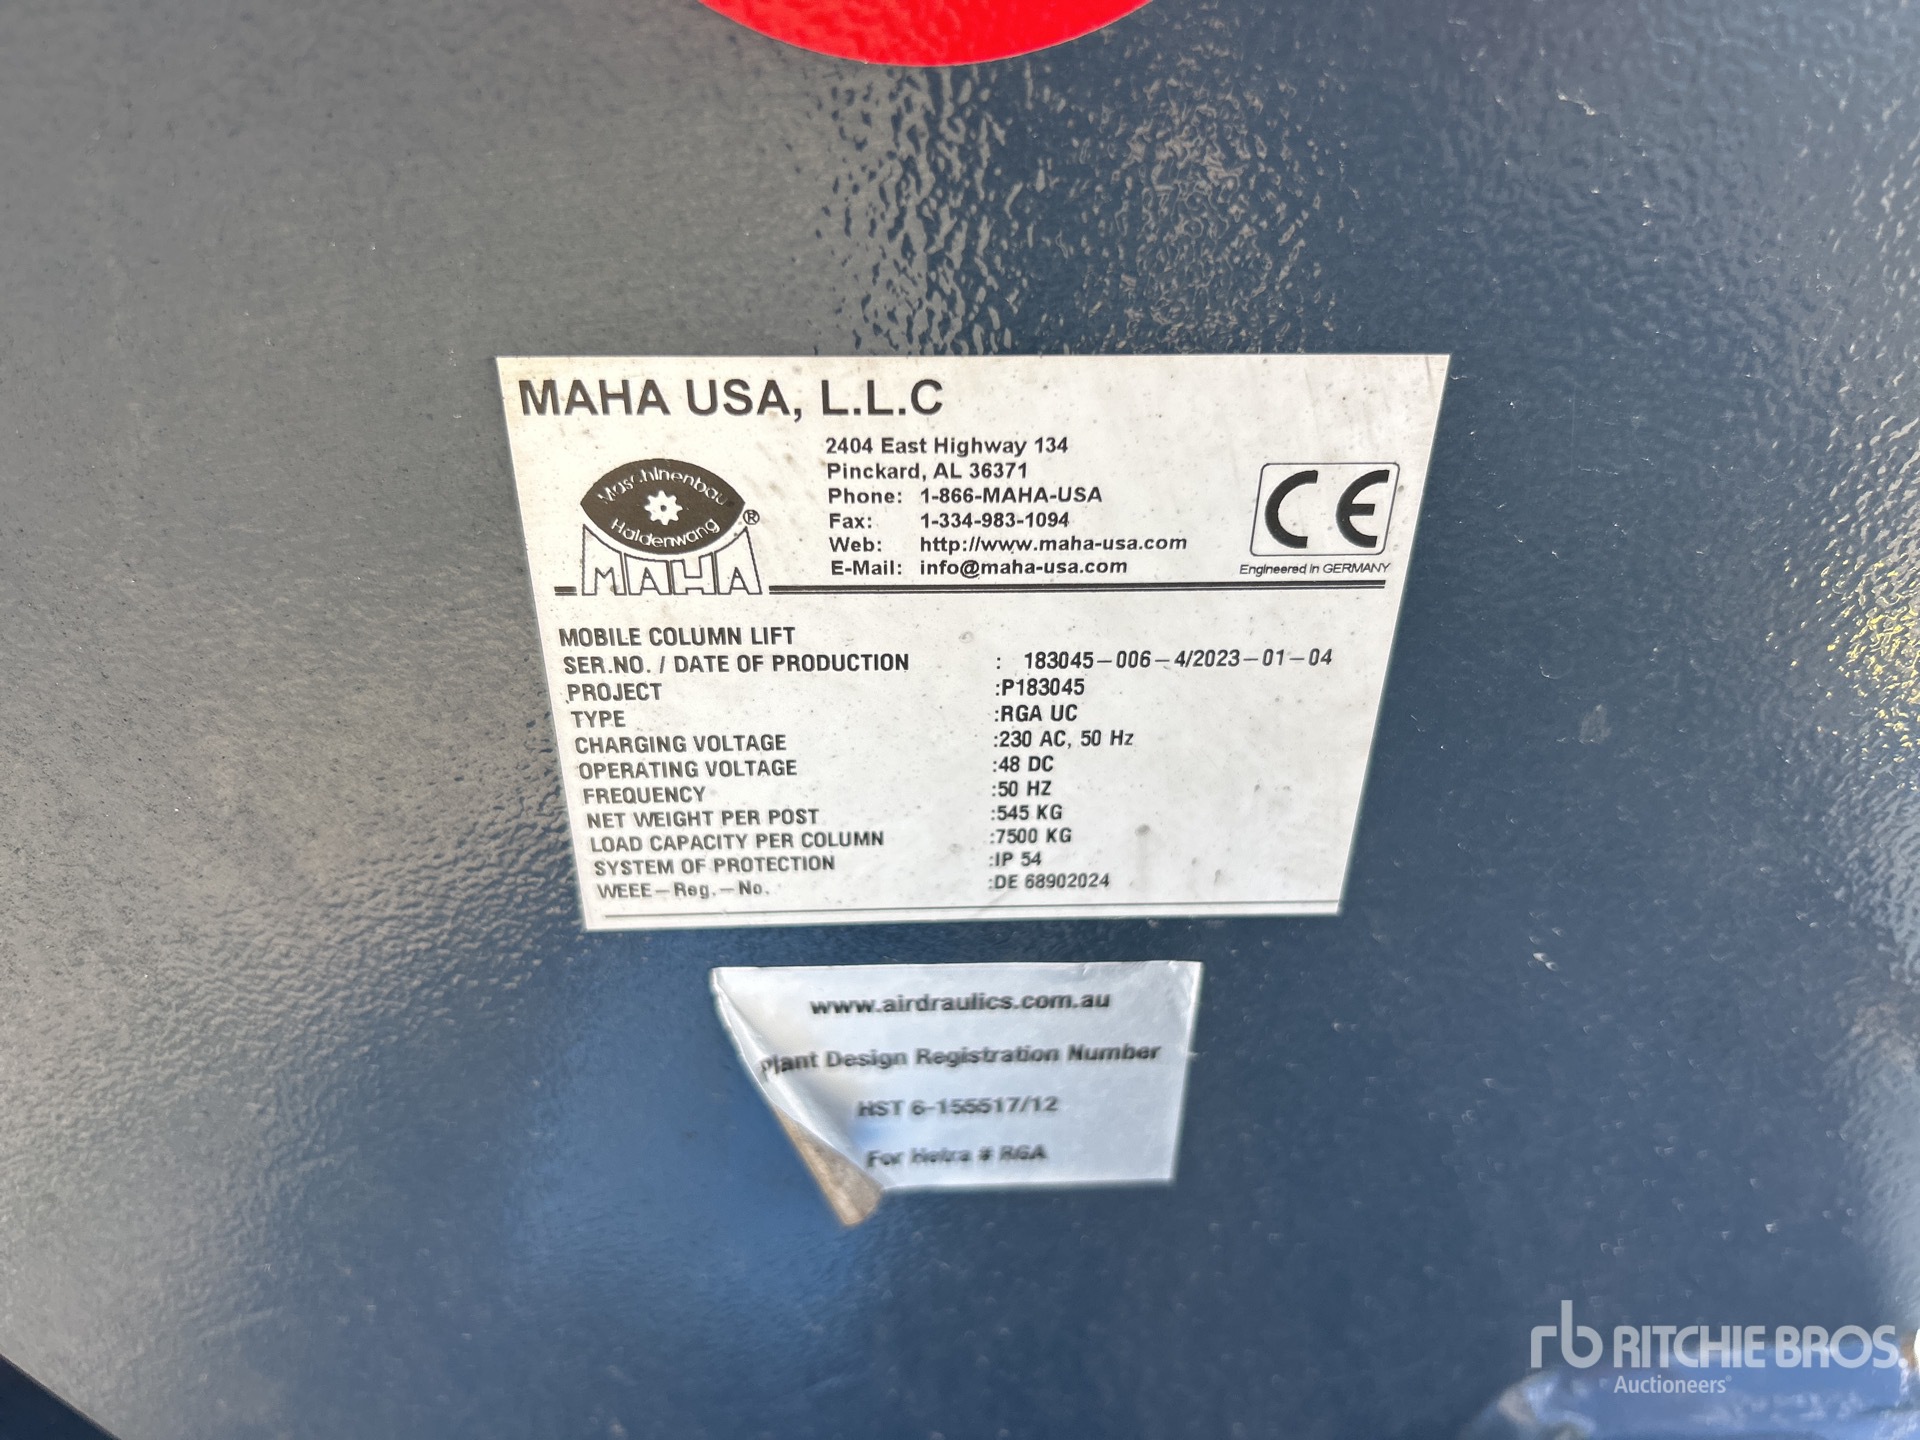 MAHA USA, L.L.C
2404 East Highway 134
Pinckard, AL 36371
Phone: 1-866-MAHA-USA
Fax: 1-334-983-1094
Web: http://www.maha-usa.com
E-Mail: info@maha-usa.com
Maschinenbau
Haldenwang
MAHA ®
CE
Engineered in GERMANY
MOBILE COLUMN LIFT
SER.NO. / DATE OF PRODUCTION : 183045-006-4/2023-01-04
PROJECT :P183045
TYPE :RGA UC
CHARGING VOLTAGE :230 AC, 50 Hz
OPERATING VOLTAGE :48 DC
FREQUENCY :50 HZ
NET WEIGHT PER POST :545 KG
LOAD CAPACITY PER COLUMN :7500 KG
SYSTEM OF PROTECTION :IP 54
WEEE-Reg.-No. :DE 68902024
www.airdraulics.com.au
Plant Design Registration Number
HST 6-155517/12
For Hetra # RGA
rb RITCHIE BROS.
Auctioneers